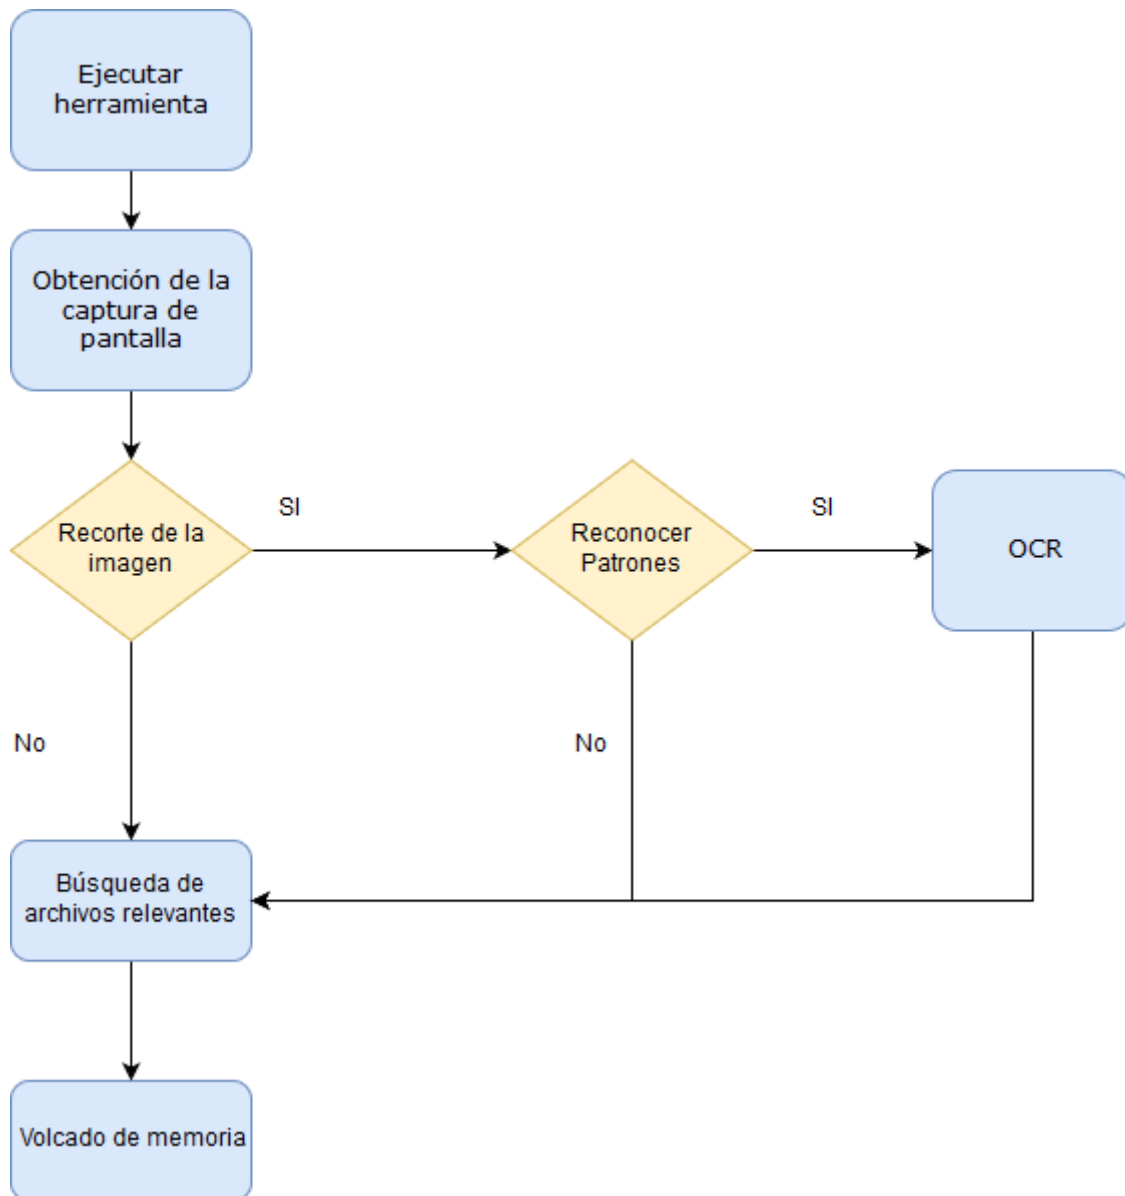 Ejecutar
herramienta
Obtención de la
captura de
pantalla
Recorte de la
imagen
SI
Reconocer
Patrones
SI
OCR
No
No
Búsqueda de
archivos relevantes
Volcado de memoria